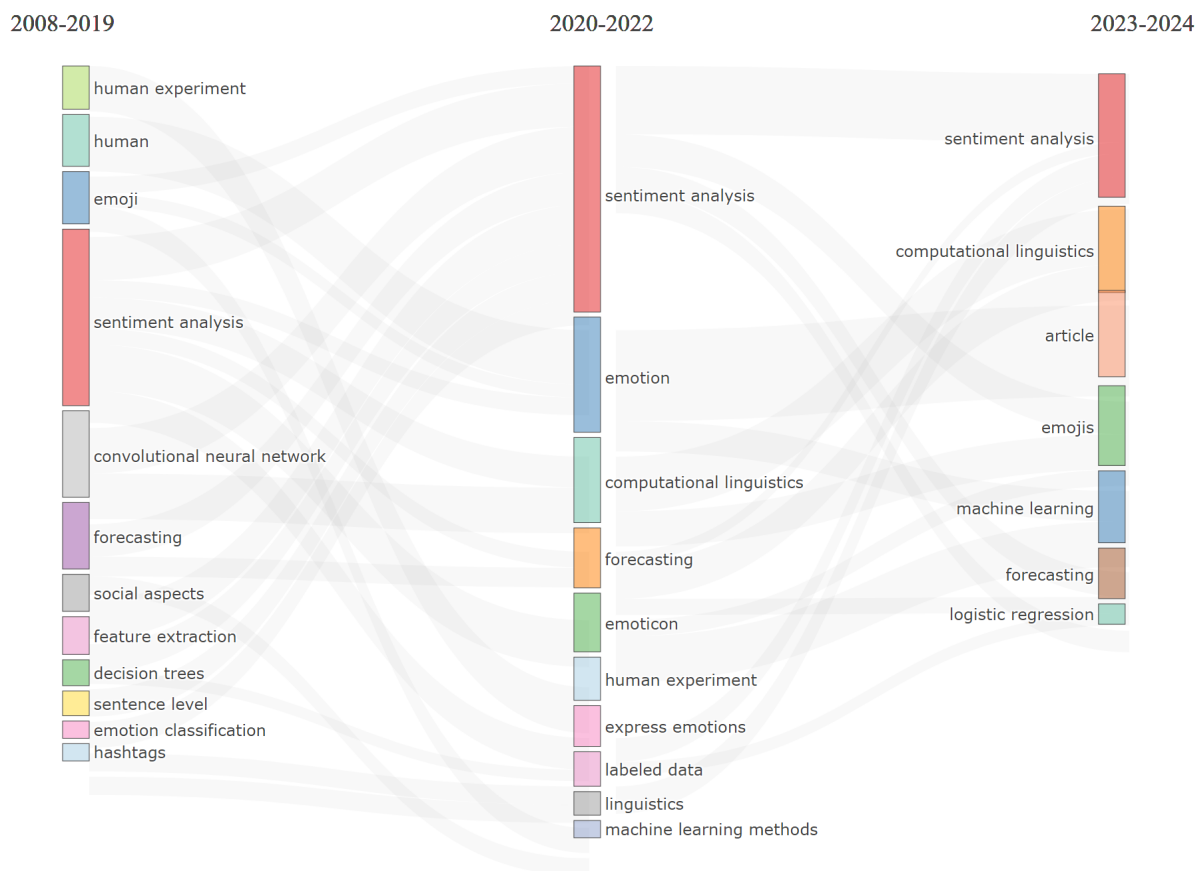 2008-2019
2020-2022
2023-2024
human experiment
human
emoji
sentiment analysis
convolutional neural network
forecasting
social aspects
feature extraction
decision trees
sentence level
emotion classification
hashtags
sentiment analysis
emotion
computational linguistics
forecasting
emoticon
human experiment
express emotions
labeled data
linguistics
machine learning methods
sentiment analysis
computational linguistics
article
emojis
machine learning
forecasting
logistic regression